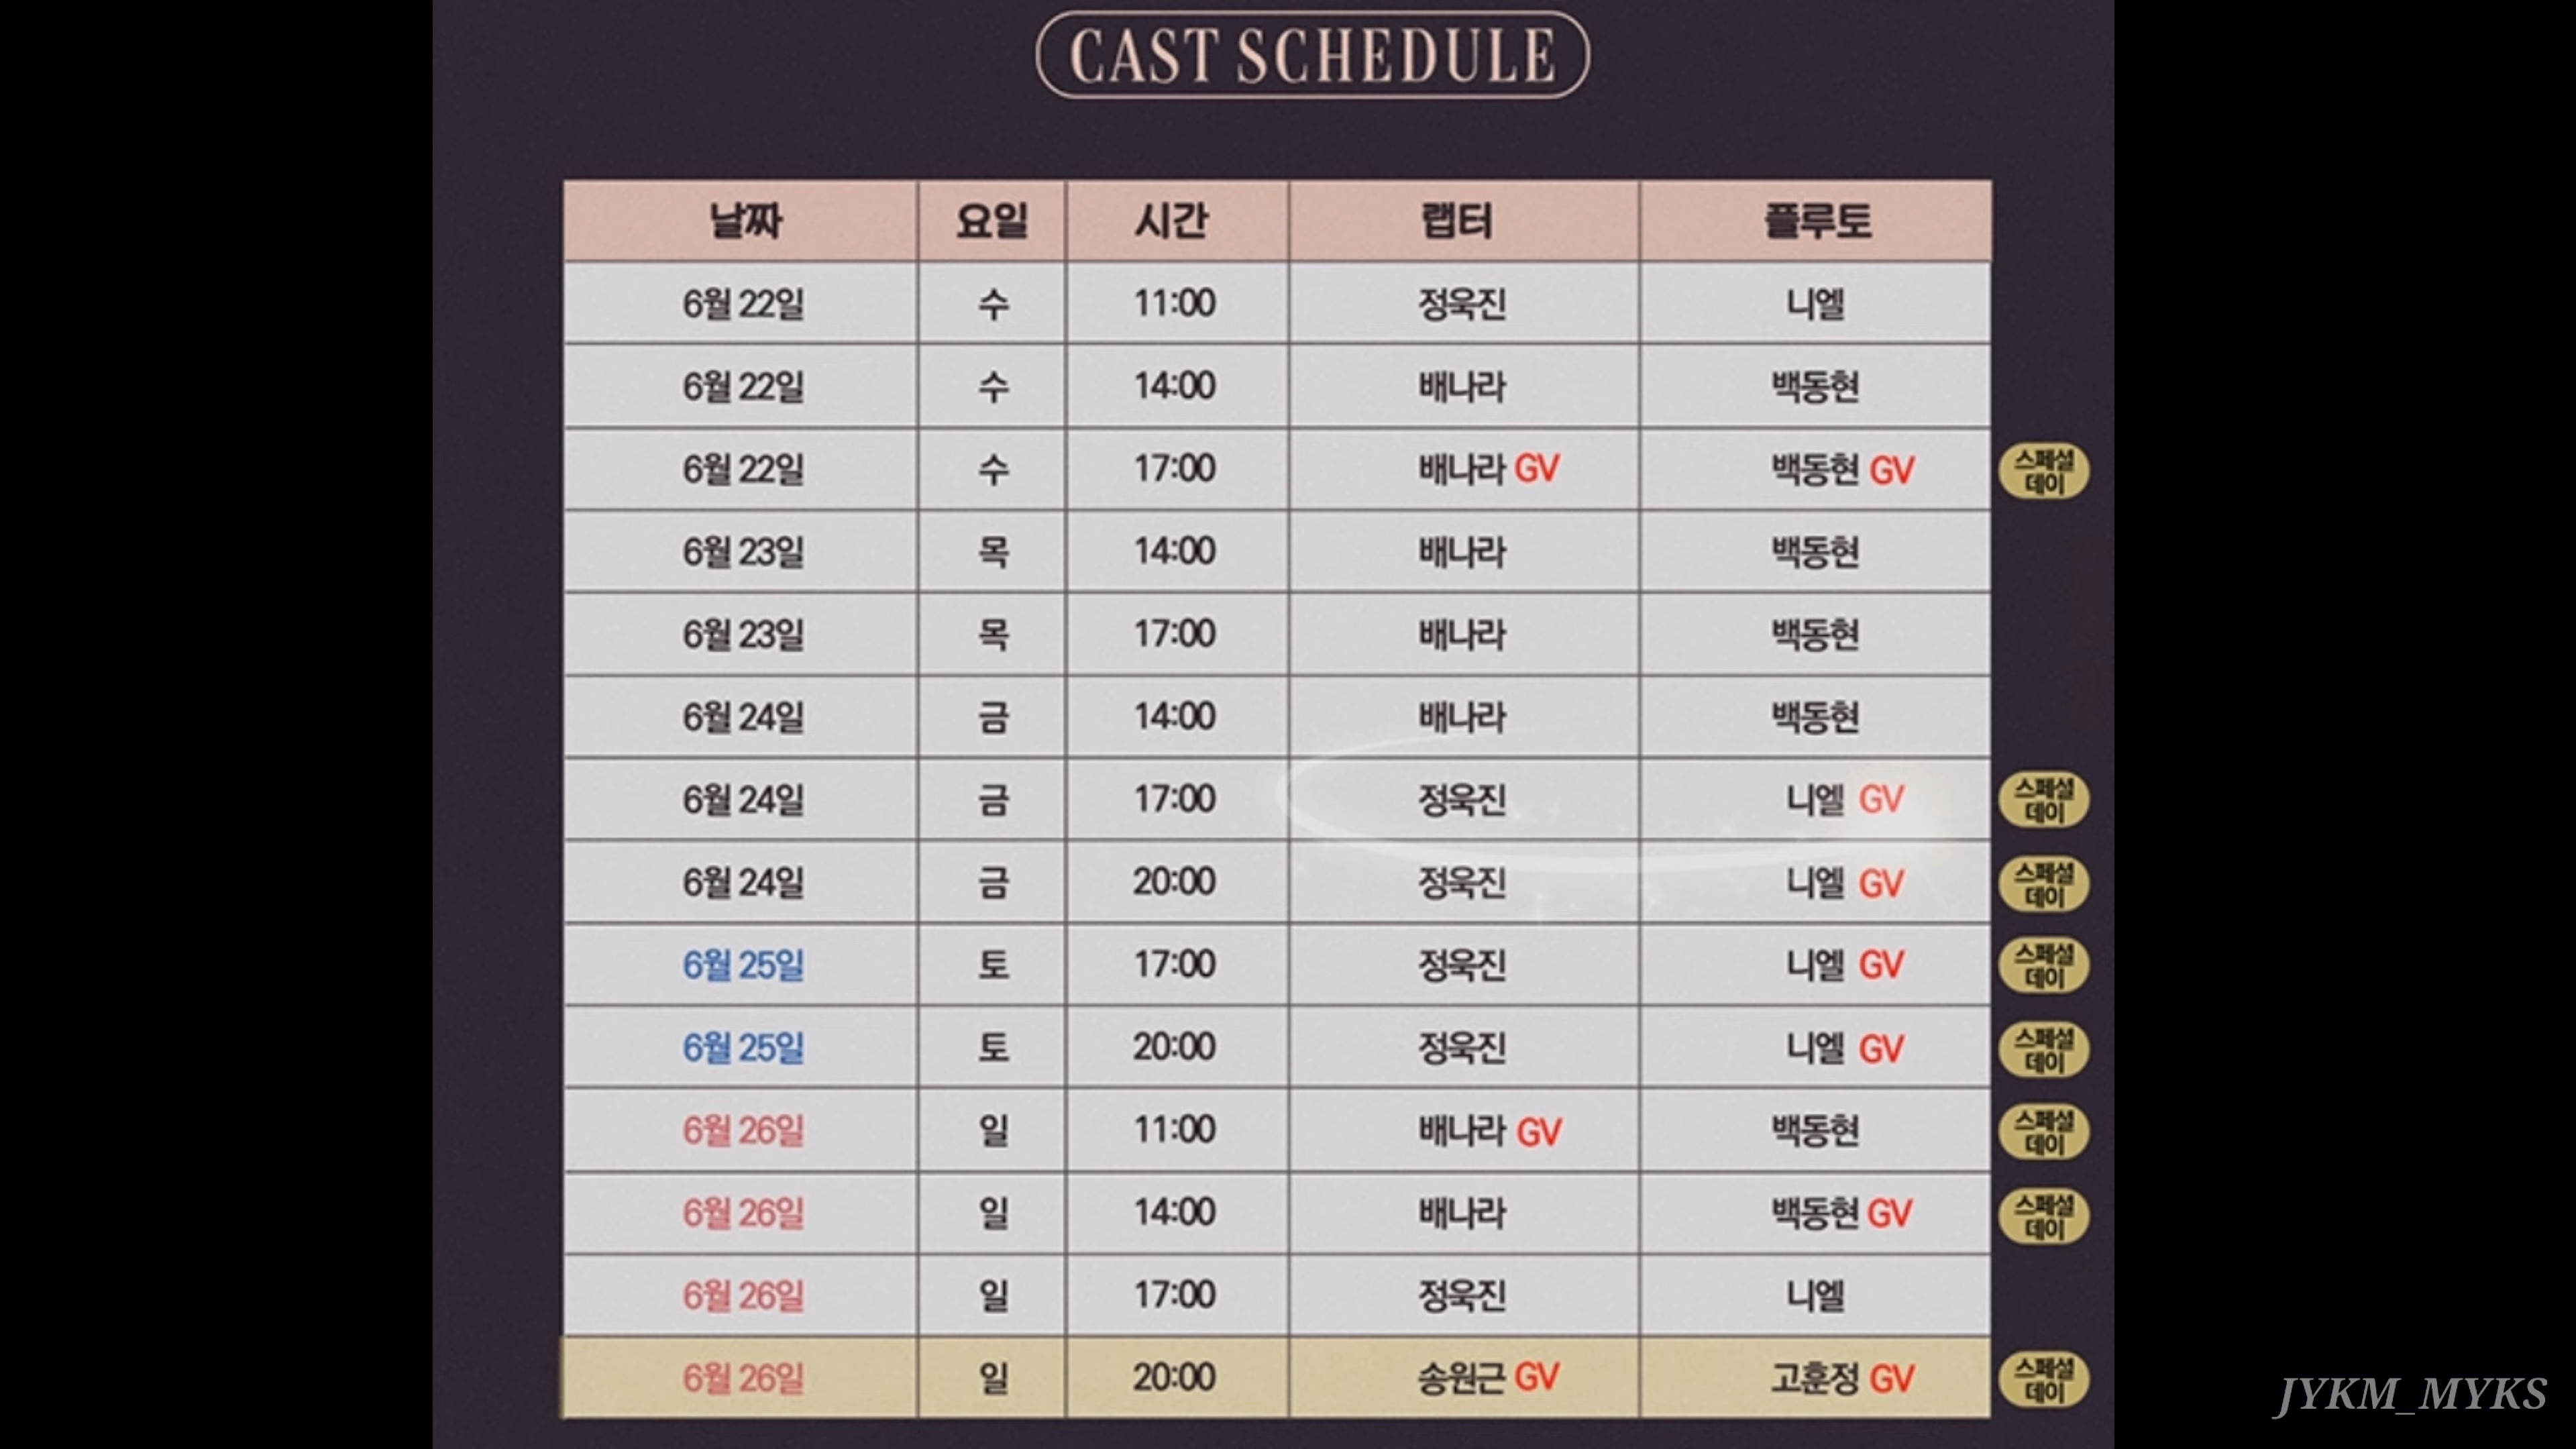 CAST SCHEDULE
날짜 요일 시간 랩터 플루토
6월 22일 수 11:00 정욱진 니엘
6월 22일 수 14:00 배나라 백동현
6월 22일 수 17:00 배나라 GV 백동현 GV 스페셜 데이
6월 23일 목 14:00 배나라 백동현
6월 23일 목 17:00 배나라 백동현
6월 24일 금 14:00 배나라 백동현
6월 24일 금 17:00 정욱진 니엘 GV 스페셜 데이
6월 24일 금 20:00 정욱진 니엘 GV 스페셜 데이
6월 25일 토 17:00 정욱진 니엘 GV 스페셜 데이
6월 25일 토 20:00 정욱진 니엘 GV 스페셜 데이
6월 26일 일 11:00 배나라 GV 백동현 스페셜 데이
6월 26일 일 14:00 배나라 백동현 GV 스페셜 데이
6월 26일 일 17:00 정욱진 니엘
6월 26일 일 20:00 송원근 GV 고훈정 GV 스페셜 데이
JYKM_MYKS